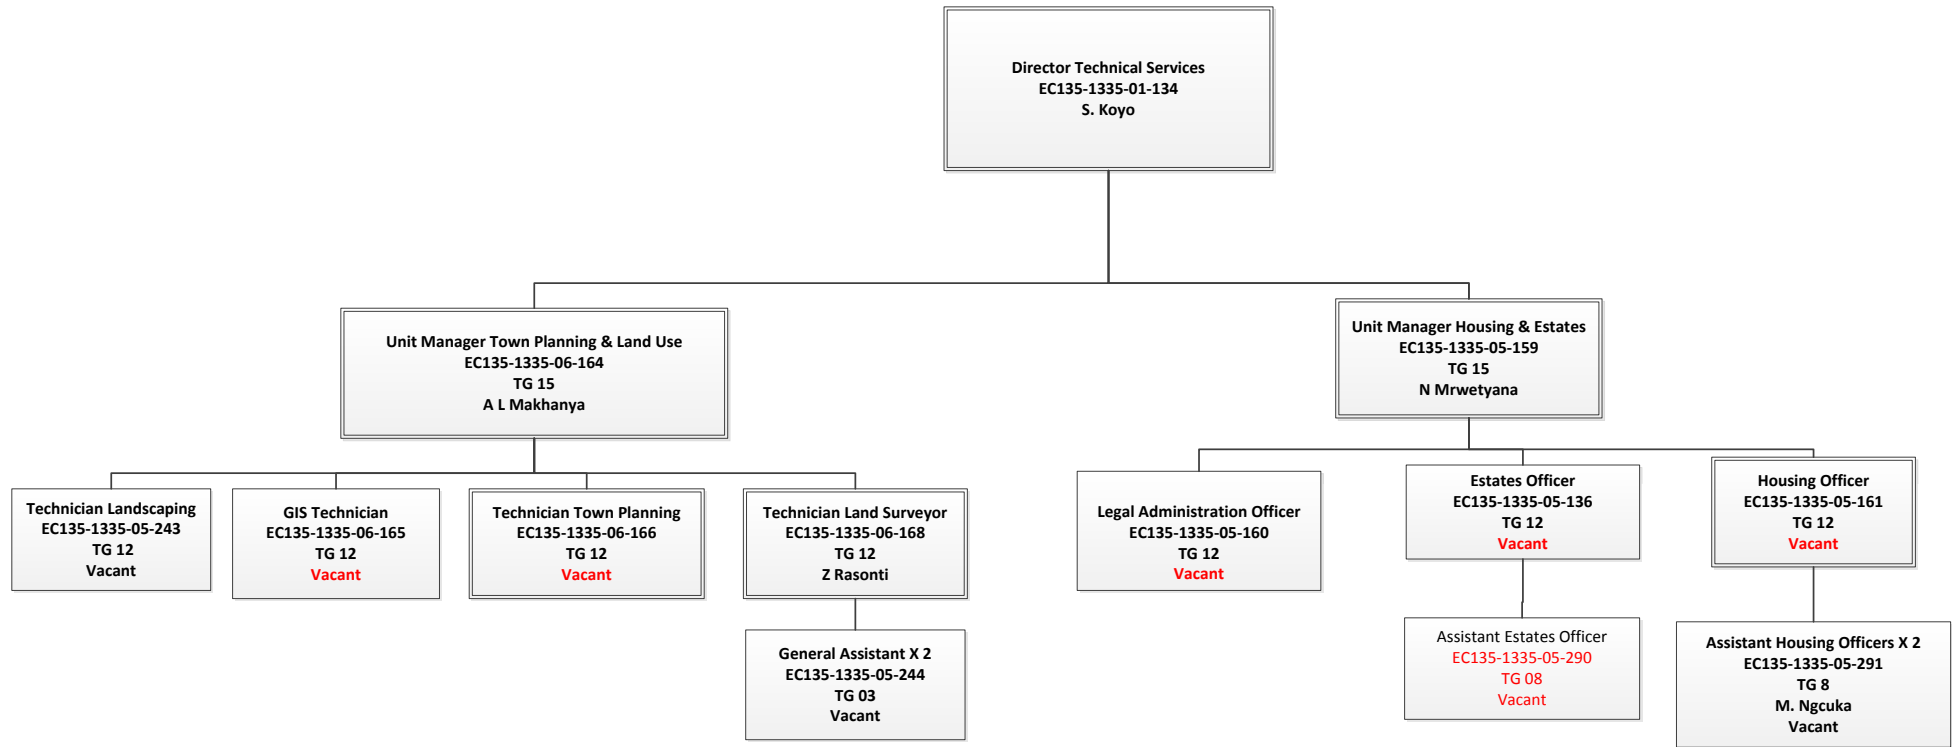 Director Technical Services
EC135-1335-01-134
S. Koyo
Unit Manager Town Planning & Land Use
EC135-1335-06-164
TG 15
A L Makhanya
Unit Manager Housing & Estates
EC135-1335-05-159
TG 15
N Mrwetyana
Technician Landscaping
EC135-1335-05-243
TG 12
Vacant
GIS Technician
EC135-1335-06-165
TG 12
Vacant
Technician Town Planning
EC135-1335-06-166
TG 12
Vacant
Technician Land Surveyor
EC135-1335-06-168
TG 12
Z Rasonti
Legal Administration Officer
EC135-1335-05-160
TG 12
Vacant
Estates Officer
EC135-1335-05-136
TG 12
Vacant
Housing Officer
EC135-1335-05-161
TG 12
Vacant
General Assistant X 2
EC135-1335-05-244
TG 03
Vacant
Assistant Estates Officer
EC135-1335-05-290
TG 08
Vacant
Assistant Housing Officers X 2
EC135-1335-05-291
TG 8
M. Ngcuka
Vacant